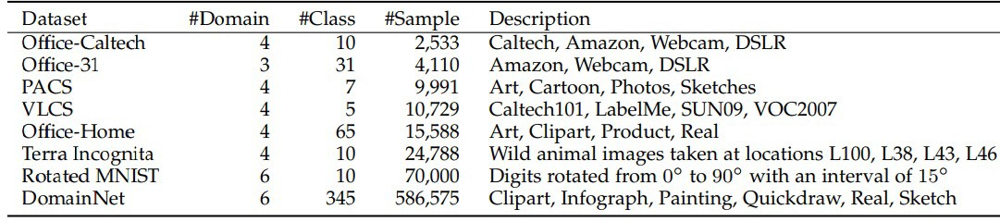 Dataset #Domain #Class #Sample Description
Office-Caltech 4 10 2,533 Caltech, Amazon, Webcam, DSLR
Office-31 3 31 4,110 Amazon, Webcam, DSLR
PACS 4 7 9,991 Art, Cartoon, Photos, Sketches
VLCS 4 5 10,729 Caltech101, LabelMe, SUN09, VOC2007
Office-Home 4 65 15,588 Art, Clipart, Product, Real
Terra Incognita 4 10 24,788 Wild animal images taken at locations L100, L38, L43, L46
Rotated MNIST 6 10 70,000 Digits rotated from 0° to 90° with an interval of 15°
DomainNet 6 345 586,575 Clipart, Infograph, Painting, Quickdraw, Real, Sketch